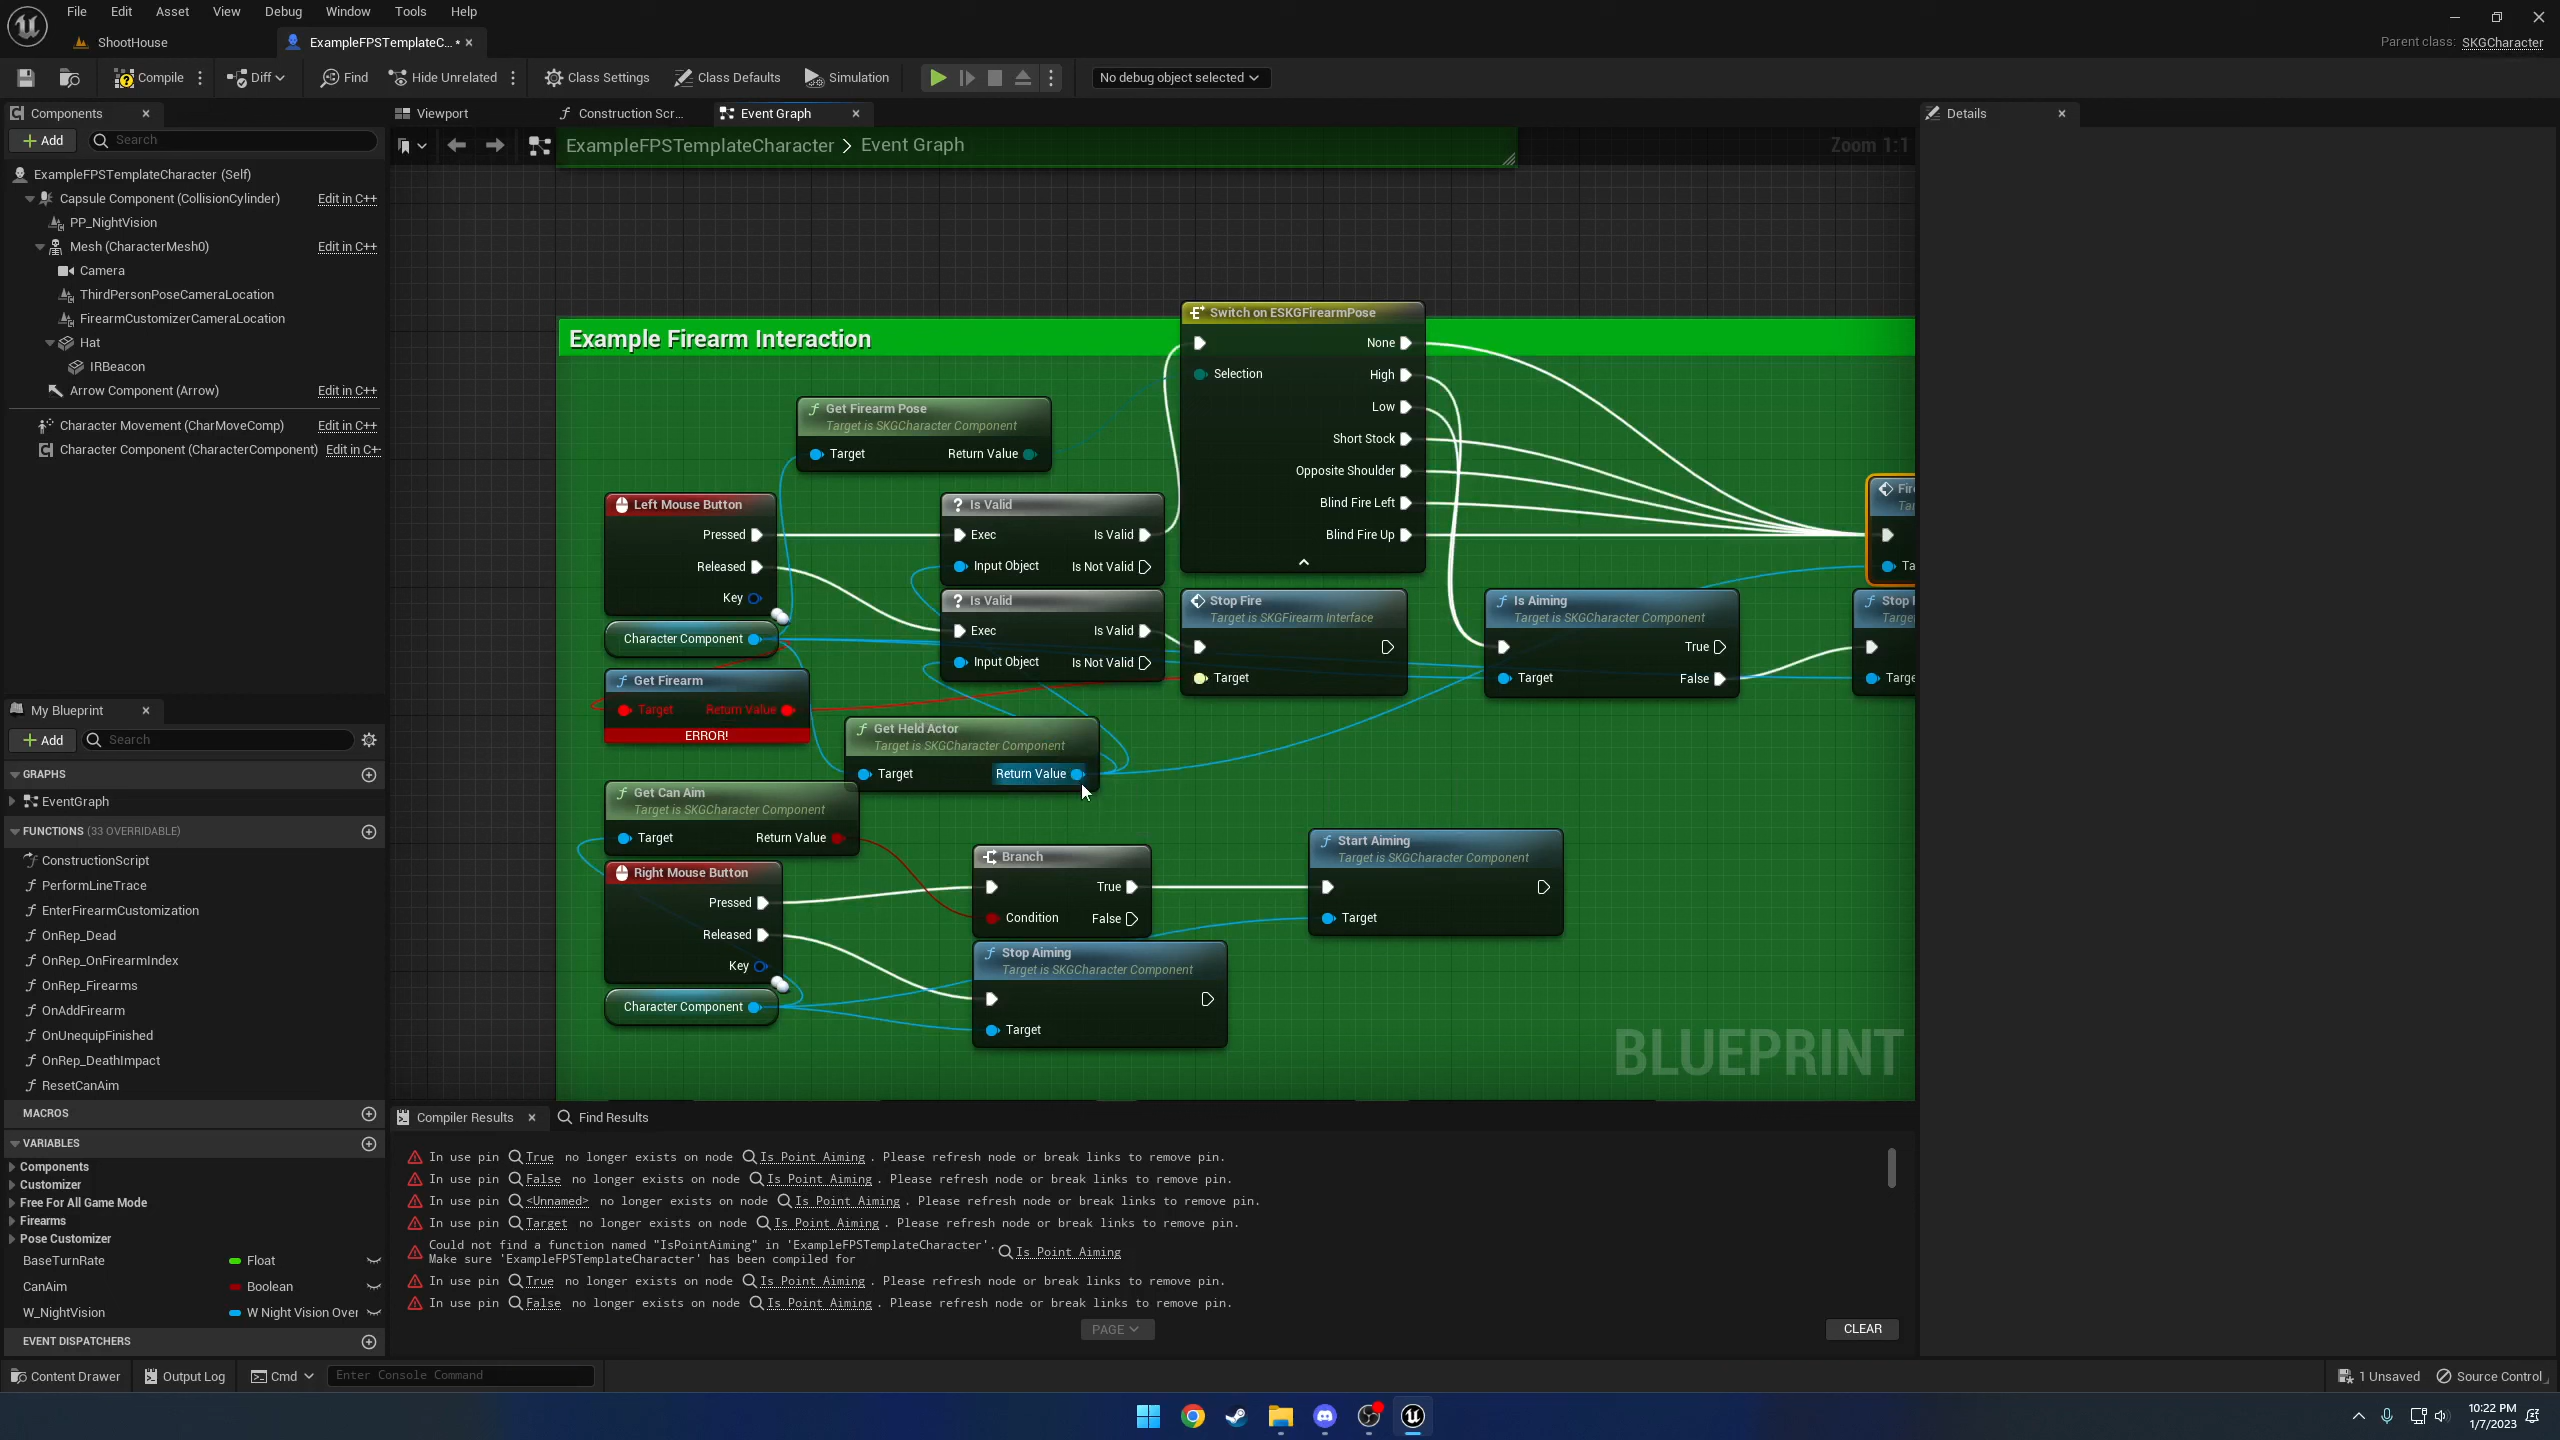 File Edit Asset View Debug Window Tools Help
ShootHouse
ExampleFPSTemplateC... *
Parent class: SKGCharacter
Compile Diff Find Hide Unrelated Class Settings Class Defaults Simulation No debug object selected
Components
Add
Search
ExampleFPSTemplateCharacter (Self)
Capsule Component (CollisionCylinder) Edit in C++
PP_NightVision
Mesh (CharacterMesh0) Edit in C++
Camera
ThirdPersonPoseCameraLocation
FirearmCustomizerCameraLocation
Hat
IRBeacon
Arrow Component (Arrow) Edit in C++
Character Movement (CharMoveComp) Edit in C++
Character Component (CharacterComponent) Edit in C+
My Blueprint
Add
Search
GRAPHS
EventGraph
FUNCTIONS (33 OVERRIDABLE)
ConstructionScript
PerformLineTrace
EnterFirearmCustomization
OnRep_Dead
OnRep_OnFirearmIndex
OnRep_Firearms
OnAddFirearm
OnUnequipFinished
OnRep_DeathImpact
ResetCanAim
MACROS
VARIABLES
Components
Customizer
Free For All Game Mode
Firearms
Pose Customizer
BaseTurnRate Float
CanAim Boolean
W_NightVision W Night Vision Over
EVENT DISPATCHERS
Viewport
Construction Scr...
Event Graph
ExampleFPSTemplateCharacter > Event Graph
Zoom 1:1
Example Firearm Interaction
Switch on ESKGFirearmPose
None
Selection High
Low
Short Stock
Opposite Shoulder
Blind Fire Left
Blind Fire Up
Get Firearm Pose
Target is SKGCharacter Component
Target Return Value
Left Mouse Button
Pressed
Released
Key
Is Valid
Exec Is Valid
Input Object Is Not Valid
Is Valid
Exec Is Valid
Input Object Is Not Valid
Stop Fire
Target is SKGFirearm Interface
Target
Is Aiming
Target is SKGCharacter Component
True
Target False
Character Component
Get Firearm
Target Return Value
ERROR!
Get Held Actor
Target is SKGCharacter Component
Target Return Value
Get Can Aim
Target is SKGCharacter Component
Target Return Value
Right Mouse Button
Pressed
Released
Key
Character Component
Branch
True
Condition False
Start Aiming
Target is SKGCharacter Component
Target
Stop Aiming
Target is SKGCharacter Component
Target
BLUEPRINT
Compiler Results
Find Results
In use pin True no longer exists on node Is Point Aiming . Please refresh node or break links to remove pin.
In use pin False no longer exists on node Is Point Aiming . Please refresh node or break links to remove pin.
In use pin <Unnamed> no longer exists on node Is Point Aiming . Please refresh node or break links to remove pin.
In use pin Target no longer exists on node Is Point Aiming . Please refresh node or break links to remove pin.
Could not find a function named "IsPointAiming" in 'ExampleFPSTemplateCharacter'.
Make sure 'ExampleFPSTemplateCharacter' has been compiled for Is Point Aiming
In use pin True no longer exists on node Is Point Aiming . Please refresh node or break links to remove pin.
In use pin False no longer exists on node Is Point Aiming . Please refresh node or break links to remove pin.
PAGE
CLEAR
Details
Content Drawer Output Log Cmd Enter Console Command
1 Unsaved Source Control
10:22 PM
1/7/2023